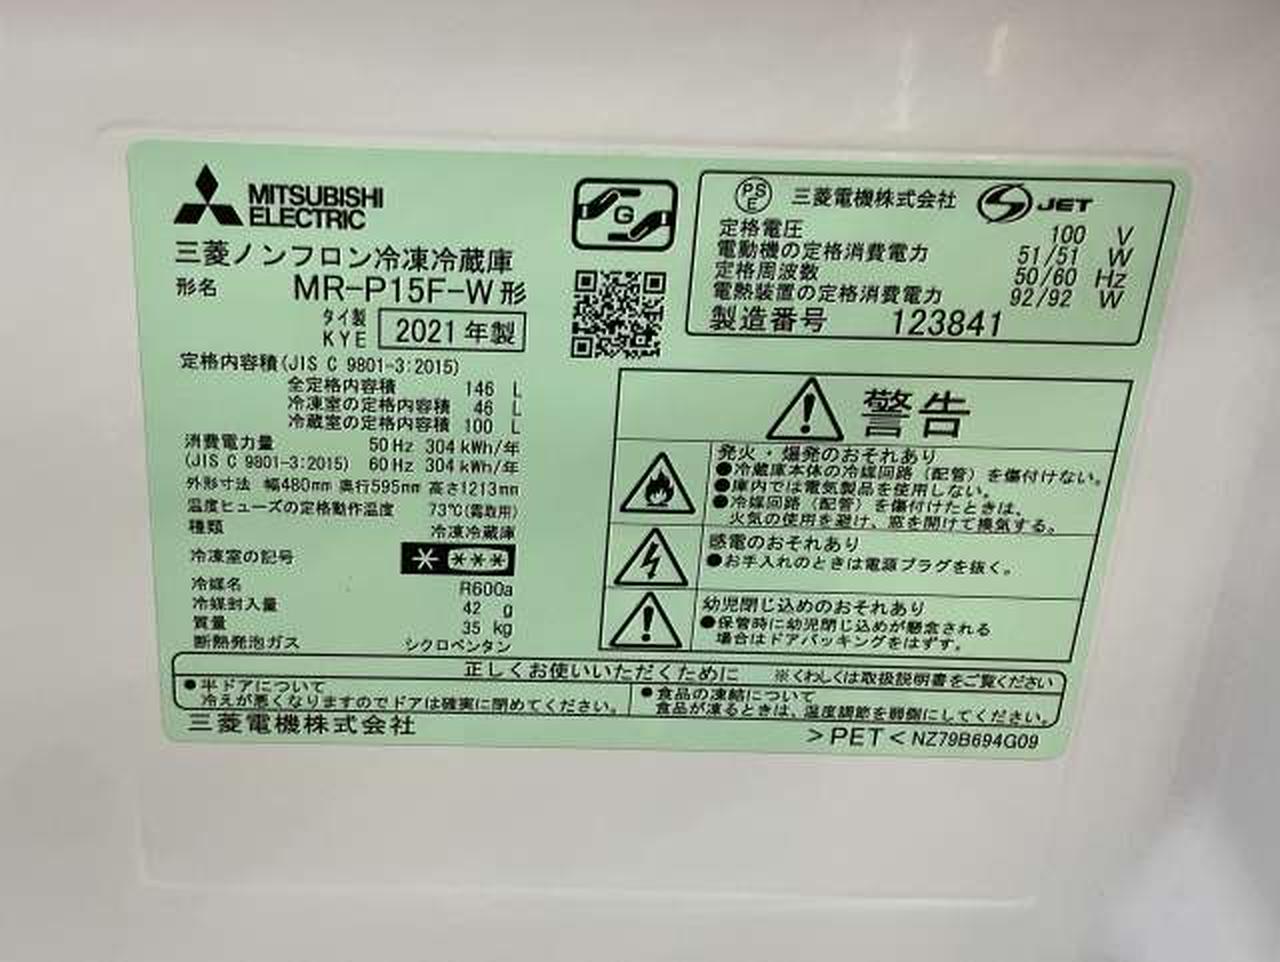 MITSUBISHI
ELECTRIC
三菱ノンフロン冷凍冷蔵庫
形名 MR-P15F-W形
タイ製
KYE 2021年製
定格内容積(JIS C 9801-3:2015)
全定格内容積 146 L
冷凍室の定格内容積 46 L
冷蔵室の定格内容積 100 L
消費電力量 50Hz 304kWh/年
(JIS C 9801-3:2015) 60Hz 304kWh/年
外形寸法 幅480mm 奥行595mm 高さ1213mm
温度ヒューズの定格動作温度 73℃(霜取用)
種類 冷凍冷蔵庫
冷凍室の記号 * ***
冷媒名 R600a
冷媒封入量 42 g
質量 35 kg
断熱発泡ガス シクロペンタン
G
PS
E
三菱電機株式会社 JET
定格電圧 100 V
電動機の定格消費電力 51/51 W
定格周波数 50/60 Hz
電熱装置の定格消費電力 92/92 W
製造番号 123841
警告
発火・爆発のおそれあり
●冷蔵庫本体の冷媒回路(配管)を傷付けない。
●庫内では電気製品を使用しない。
●冷媒回路(配管)を傷付けたときは、
火気の使用を避け、窓を開けて換気する。
感電のおそれあり
●お手入れのときは電源プラグを抜く。
幼児閉じ込めのおそれあり
●保管時に幼児閉じ込めが懸念される
場合はドアパッキングをはずす。
正しくお使いいただくために ※くわしくは取扱説明書をご覧ください
●半ドアについて
冷えが悪くなりますのでドアは確実に閉めてください。
●食品の凍結について
食品が凍るときは、温度調節を弱側にしてください。
三菱電機株式会社
>PET< NZ79B694G09